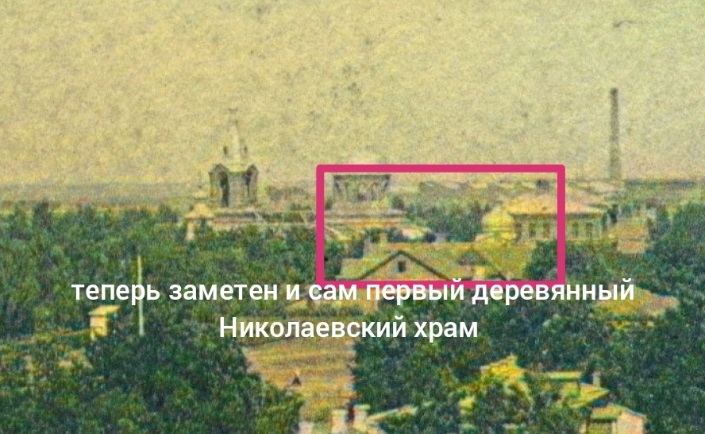 теперь заметен и сам первый деревянный
Николаевский храм